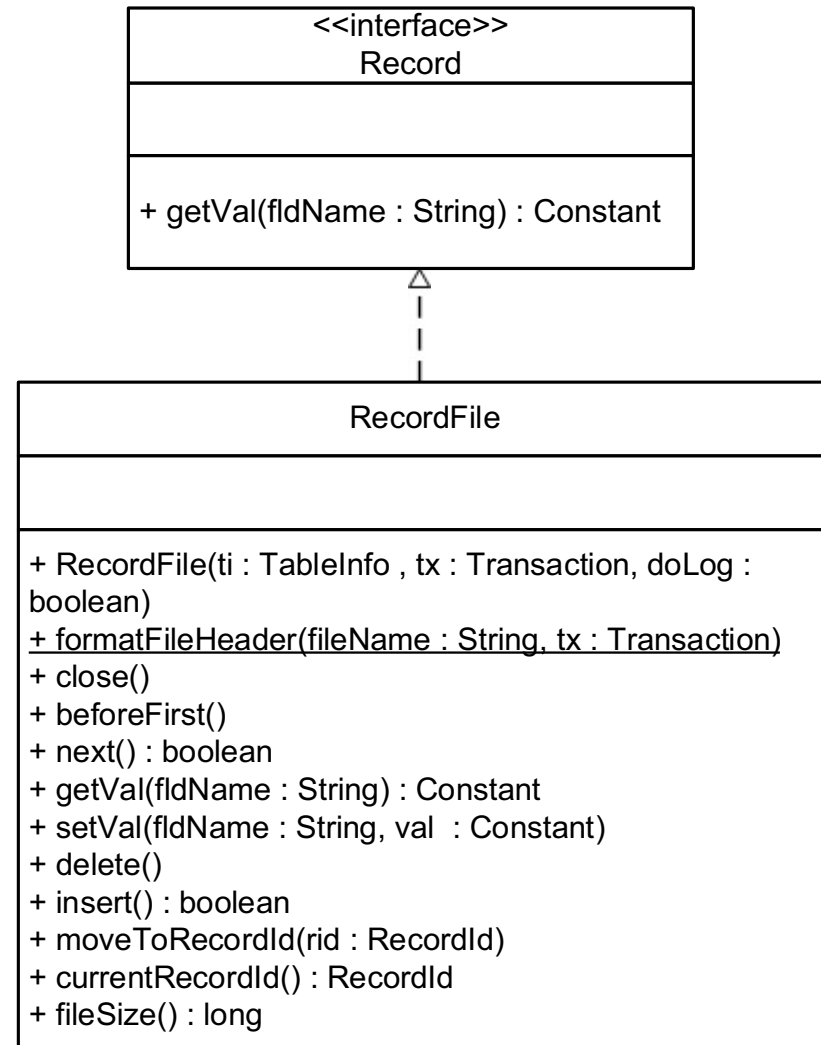 <<interface>>
Record
+ getVal(fldName : String) : Constant
RecordFile
+ RecordFile(ti : TableInfo , tx : Transaction, doLog :
boolean)
+ formatFileHeader(fileName : String, tx : Transaction)
+ close()
+ beforeFirst()
+ next() : boolean
+ getVal(fldName : String) : Constant
+ setVal(fldName : String, val  : Constant)
+ delete()
+ insert() : boolean
+ moveToRecordId(rid : RecordId)
+ currentRecordId() : RecordId
+ fileSize() : long